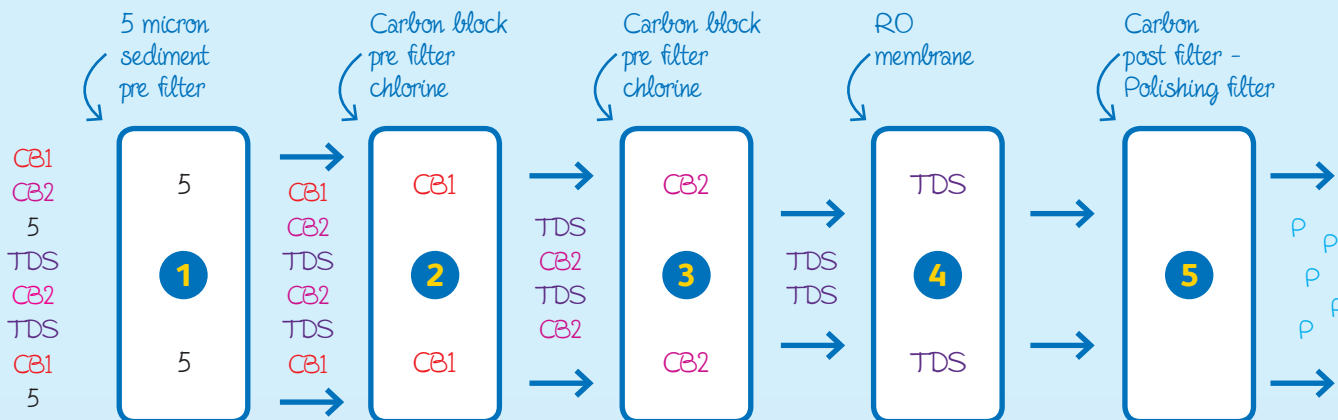 5 micron
sediment
pre filter
Carbon block
pre filter
chlorine
Carbon block
pre filter
chlorine
RO
membrane
Carbon
post filter -
Polishing filter
CB1
CB2
5
TDS
CB2
TDS
CB1
5
5
1
5
CB1
CB2
TDS
CB2
TDS
CB1
CB1
2
CB1
TDS
CB2
TDS
CB2
CB2
3
CB2
TDS
TDS
TDS
4
TDS
5
P
P
P
P
P